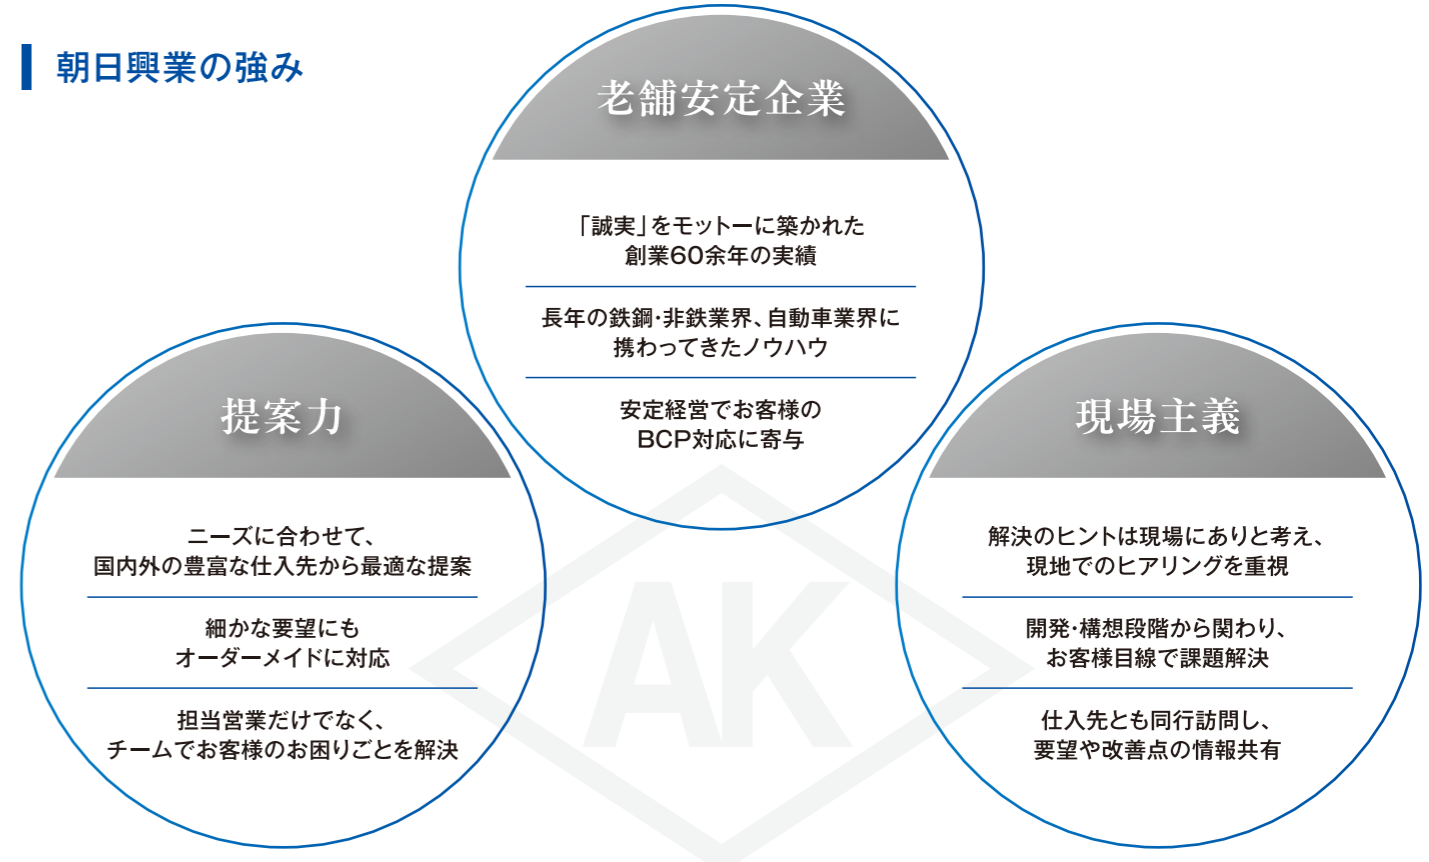 朝日興業の強み
老舗安定企業
「誠実」をモットーに築かれた
創業60余年の実績
長年の鉄鋼・非鉄業界、自動車業界に
携わってきたノウハウ
安定経営でお客様の
BCP対応に寄与
提案力
ニーズに合わせて、
国内外の豊富な仕入先から最適な提案
細かな要望にも
オーダーメイドに対応
担当営業だけでなく、
チームでお客様のお困りごとを解決
現場主義
解決のヒントは現場にありと考え、
現地でのヒアリングを重視
開発・構想段階から関わり、
お客様目線で課題解決
仕入先とも同行訪問し、
要望や改善点の情報共有
AK